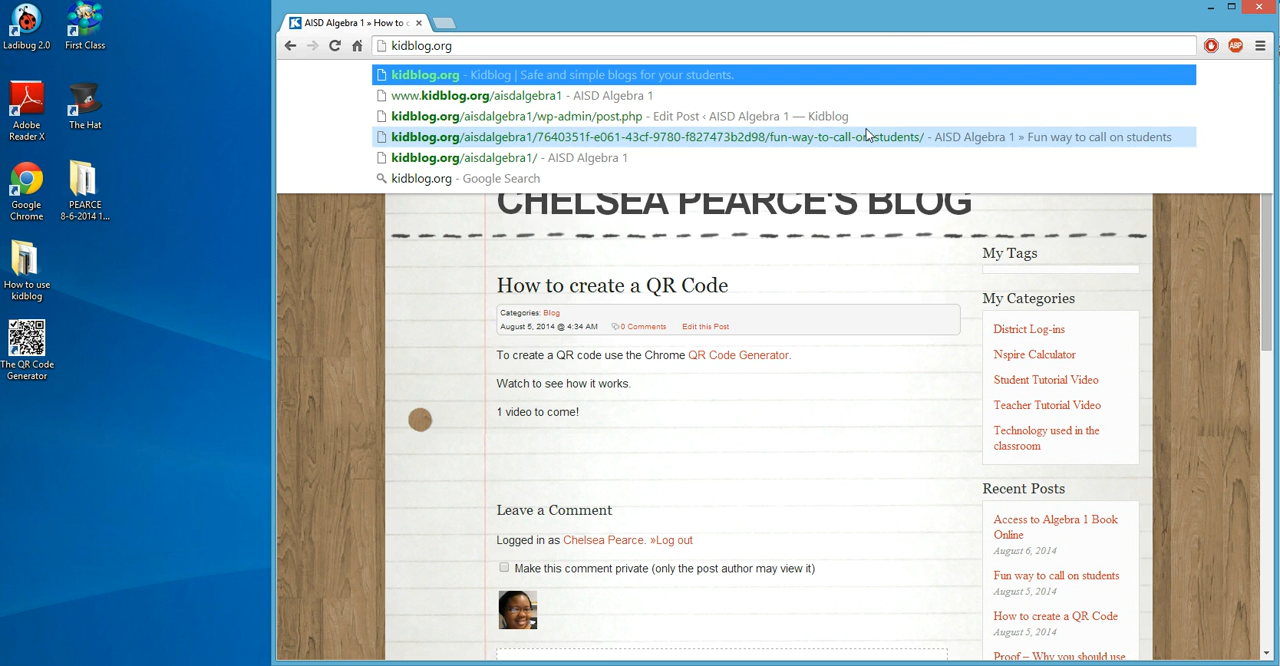 Ladibug 2.0
First Class
Adobe
Reader X
The Hat
Google
Chrome
PEARCE
8-6-2014 1...
How to use
kidblog
The QR Code
Generator
AISD Algebra 1 » How to c
kidblog.org
ABP
kidblog.org - Kidblog | Safe and simple blogs for your students.
www.kidblog.org/aisdalgebra1 - AISD Algebra 1
kidblog.org/aisdalgebra1/wp-admin/post.php - Edit Post ‹ AISD Algebra 1 — Kidblog
kidblog.org/aisdalgebra1/7640351f-e061-43cf-9780-f827473b2d98/fun-way-to-call-on-students/ - AISD Algebra 1 » Fun way to call on students
kidblog.org/aisdalgebra1/ - AISD Algebra 1
kidblog.org - Google Search
CHELSEA PEARCE'S BLOG
How to create a QR Code
Categories: Blog
August 5, 2014 @ 4:34 AM 0 Comments Edit this Post
To create a QR code use the Chrome QR Code Generator.
Watch to see how it works.
1 video to come!
Leave a Comment
Logged in as Chelsea Pearce. »Log out
Make this comment private (only the post author may view it)
My Tags
My Categories
District Log-ins
Nspire Calculator
Student Tutorial Video
Teacher Tutorial Video
Technology used in the
classroom
Recent Posts
Access to Algebra 1 Book
Online
August 6, 2014
Fun way to call on students
August 5, 2014
How to create a QR Code
August 5, 2014
Proof – Why you should use